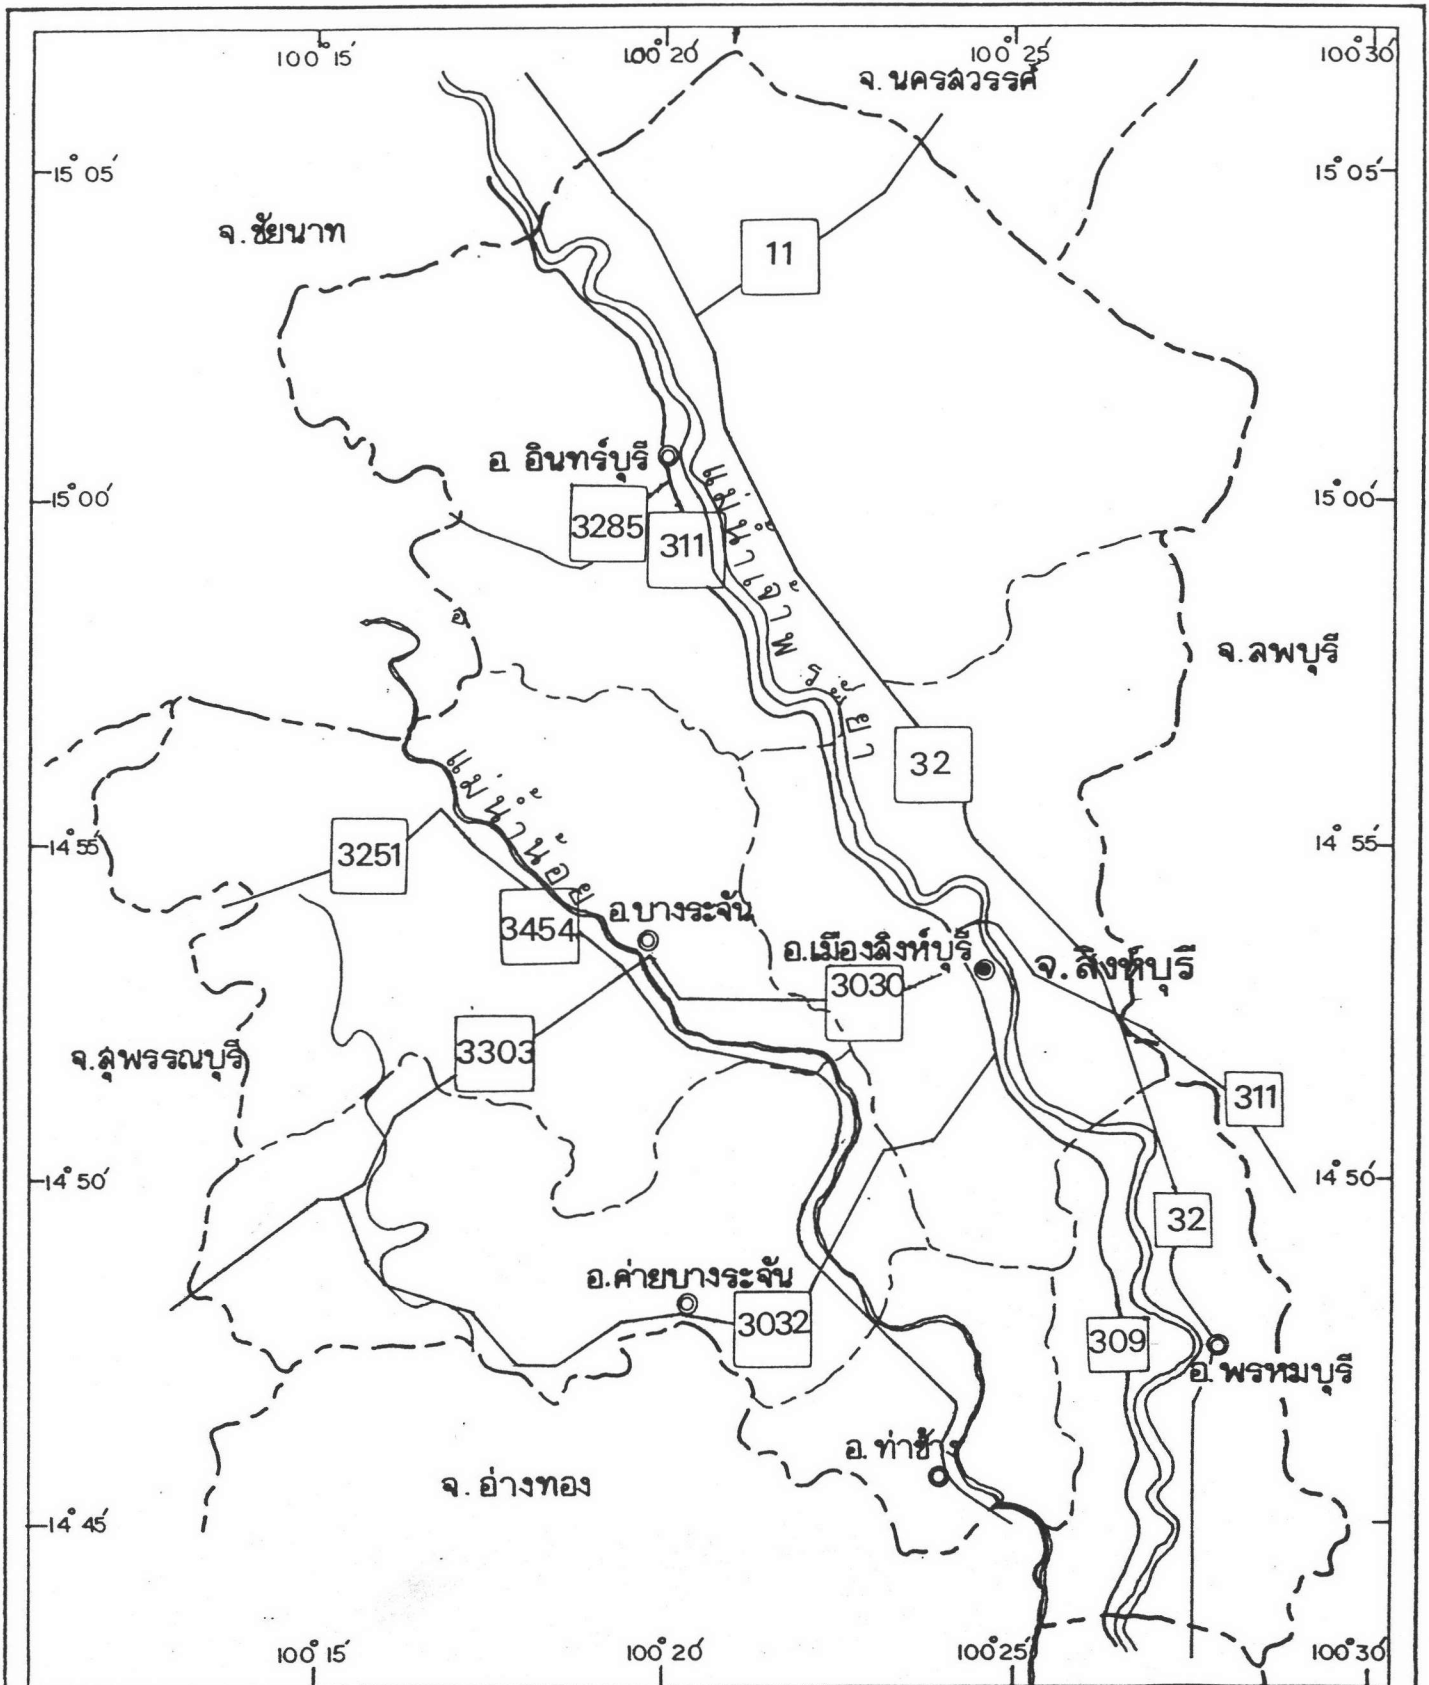 100° 15′ 100° 20′ 100° 25′ 100° 30′
จ.นครสวรรค์
15° 05′ 15° 05′
จ.ชัยนาท
11
อ. อินทร์บุรี
15° 00′ 15° 00′
3285
311
แม่น้ำเจ้าพระยา
จ.ลพบุรี
32
แม่น้ำน้อย
14° 55′ 14° 55′
3251
3454
อ.บางระจัน
อ.เมืองสิงห์บุรี
จ.สิงห์บุรี
3030
3303
จ.สุพรรณบุรี
311
14° 50′ 14° 50′
32
อ.ค่ายบางระจัน
3032
309
อ.พรหมบุรี
อ.ท่าช้าง
จ.อ่างทอง
14° 45′
100° 15′ 100° 20′ 100° 25′ 100° 30′